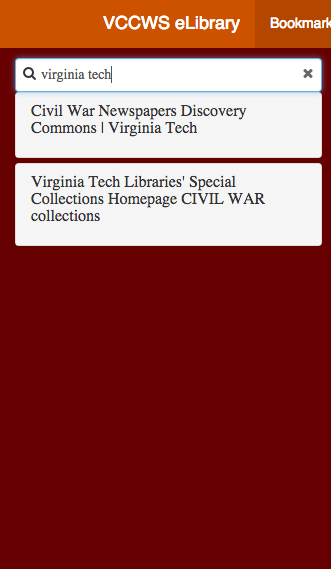 VCCWS eLibrary Bookmark
virginia tech
Civil War Newspapers Discovery
Commons | Virginia Tech
Virginia Tech Libraries' Special
Collections Homepage CIVIL WAR
collections